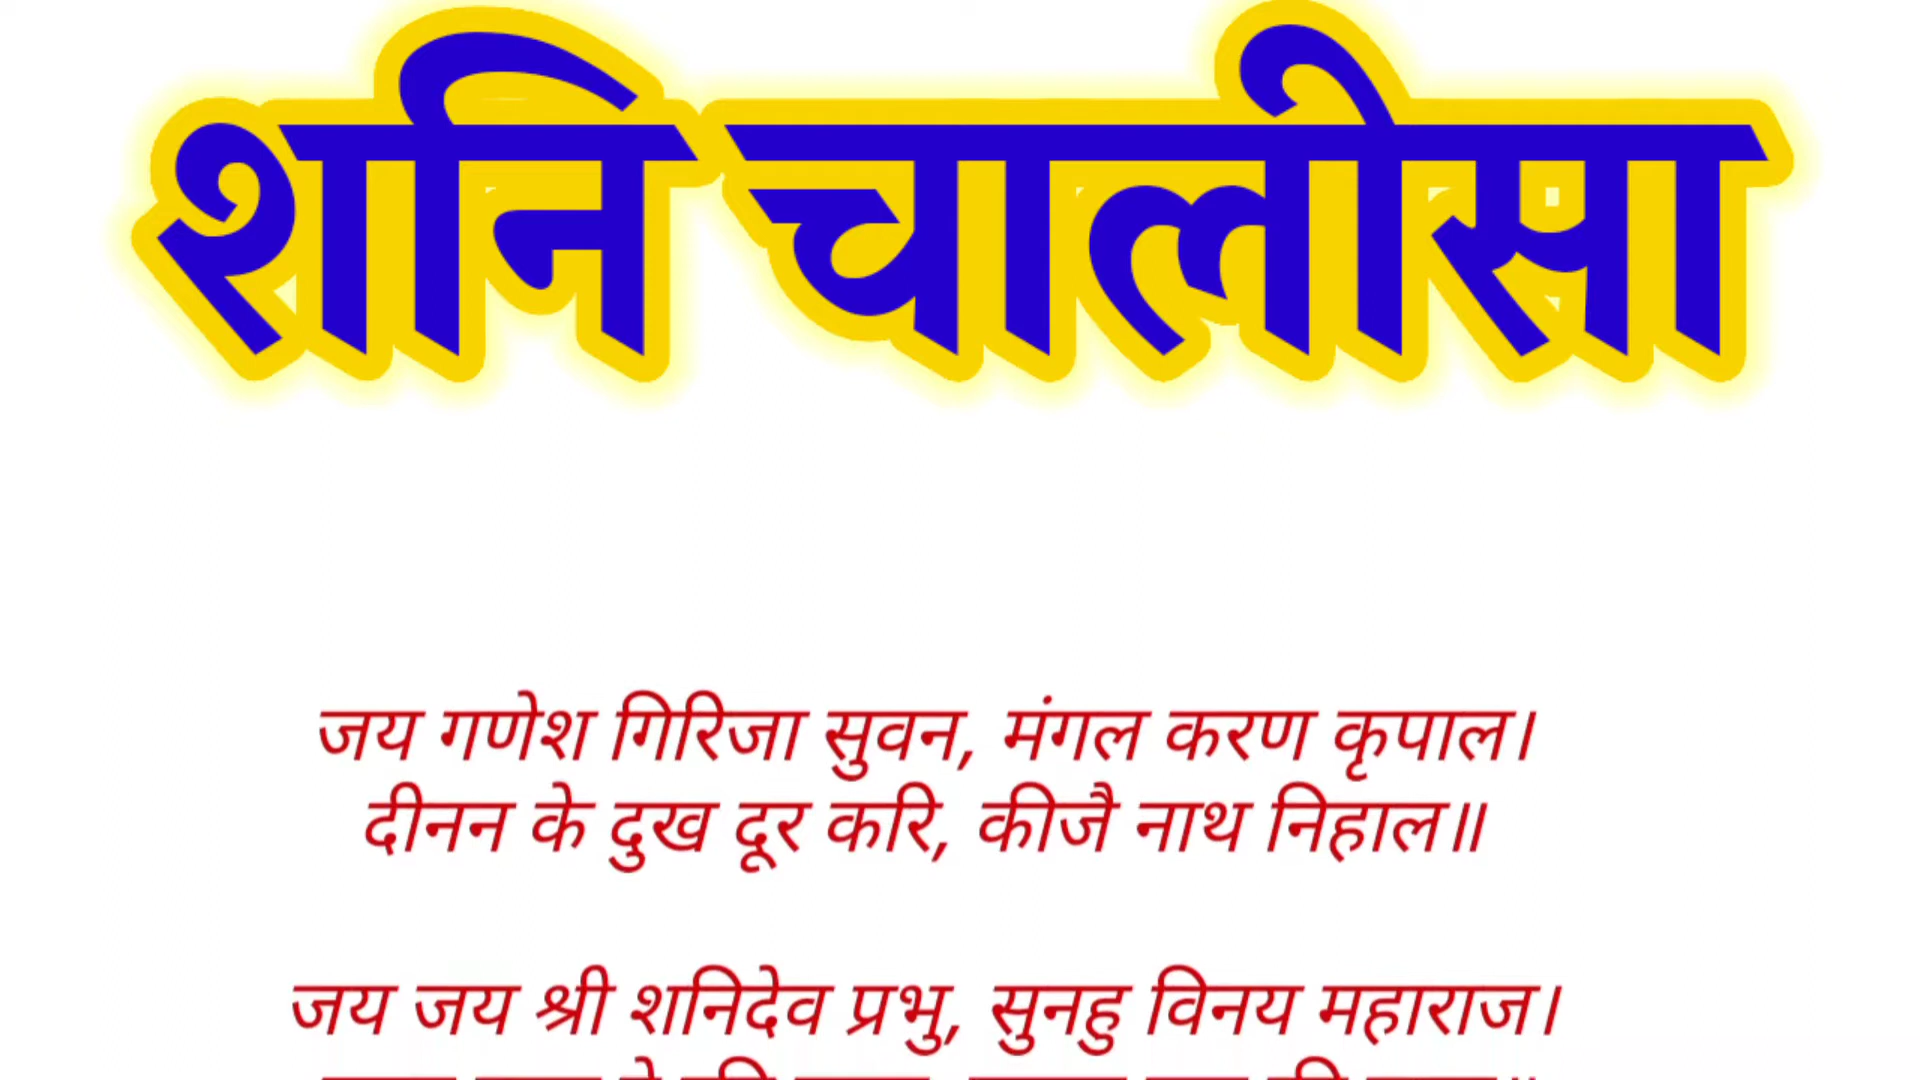 शनि चालीसा
जय गणेश गिरिजा सुवन, मंगल करण कृपाल।
दीनन के दुख दूर करि, कीजै नाथ निहाल॥
जय जय श्री शनिदेव प्रभु, सुनहु विनय महाराज।